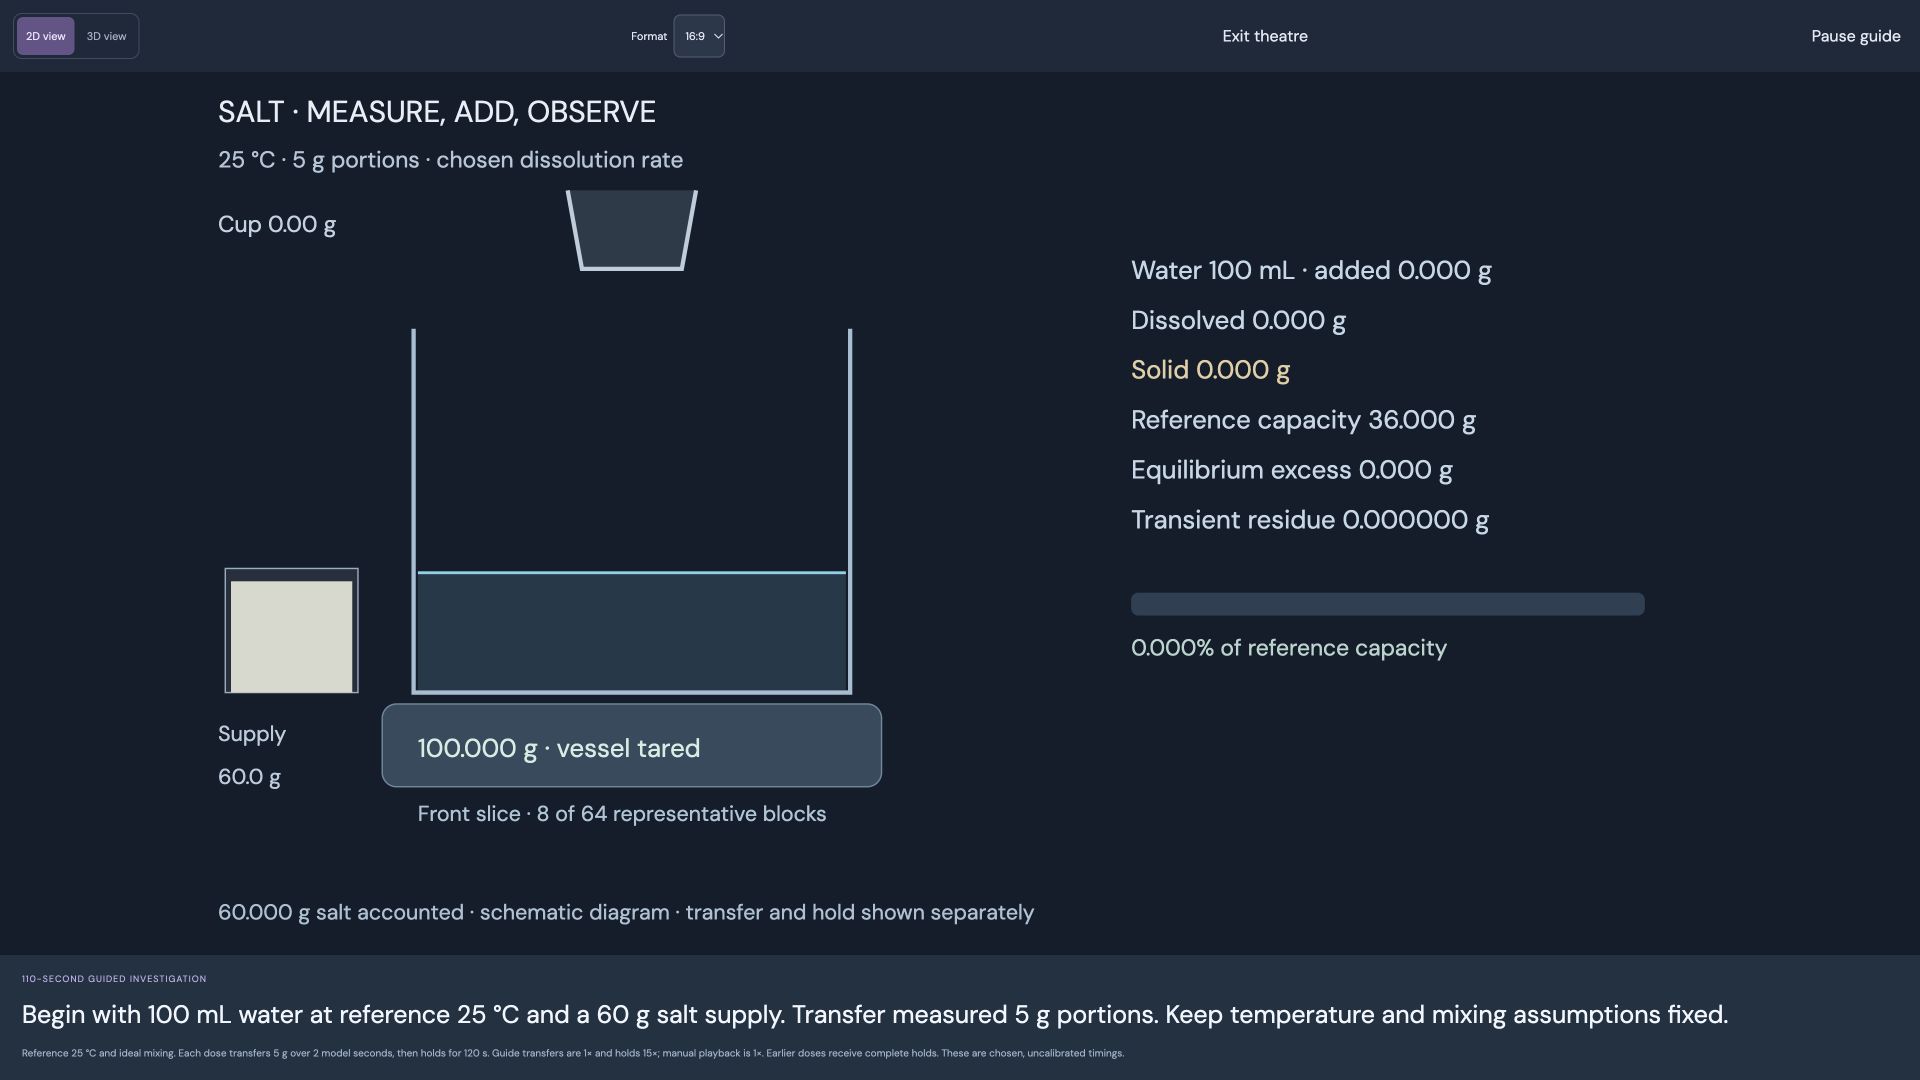 2D view 3D view Format 16:9 Exit theatre Pause guide
SALT · MEASURE, ADD, OBSERVE
25 °C · 5 g portions · chosen dissolution rate
Cup 0.00 g
Water 100 mL · added 0.000 g
Dissolved 0.000 g
Solid 0.000 g
Reference capacity 36.000 g
Equilibrium excess 0.000 g
Transient residue 0.000000 g
0.000% of reference capacity
Supply
60.0 g
100.000 g · vessel tared
Front slice · 8 of 64 representative blocks
60.000 g salt accounted · schematic diagram · transfer and hold shown separately
110-SECOND GUIDED INVESTIGATION
Begin with 100 mL water at reference 25 °C and a 60 g salt supply. Transfer measured 5 g portions. Keep temperature and mixing assumptions fixed.
Reference 25 °C and ideal mixing. Each dose transfers 5 g over 2 model seconds, then holds for 120 s. Guide transfers are 1× and holds 15×; manual playback is 1×. Earlier doses receive complete holds. These are chosen, uncalibrated timings.